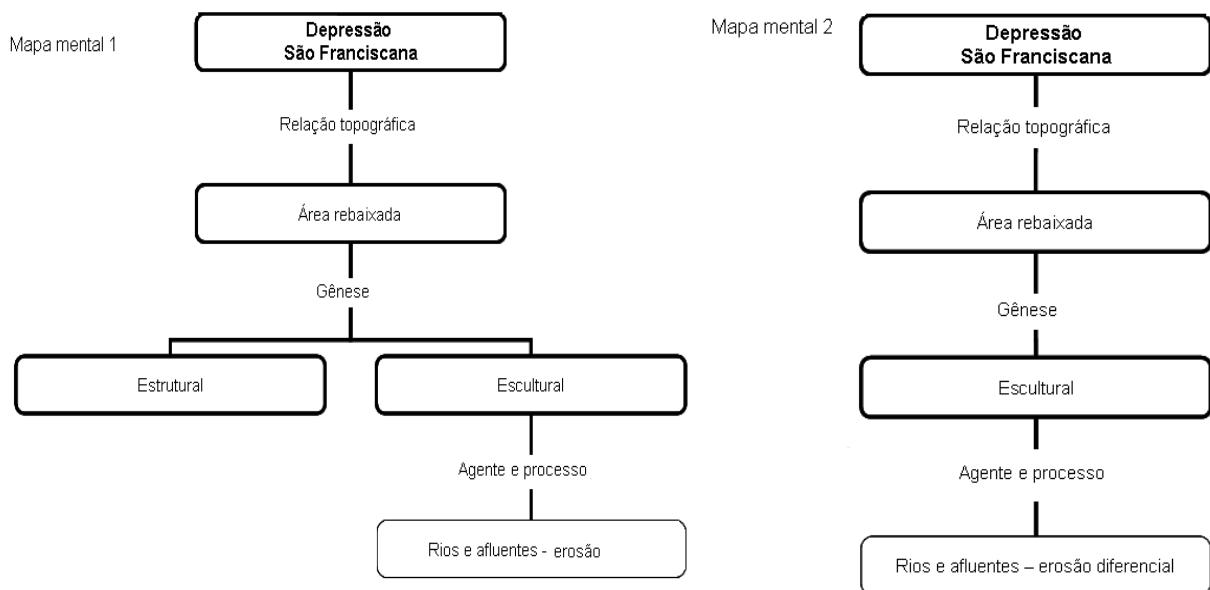 Mapa mental 1
Depressão
São Franciscana
Relação topográfica
Área rebaixada
Gênese
Estrutural
Escultural
Agente e processo
Rios e afluentes - erosão
Mapa mental 2
Depressão
São Franciscana
Relação topográfica
Área rebaixada
Gênese
Escultural
Agente e processo
Rios e afluentes – erosão diferencial